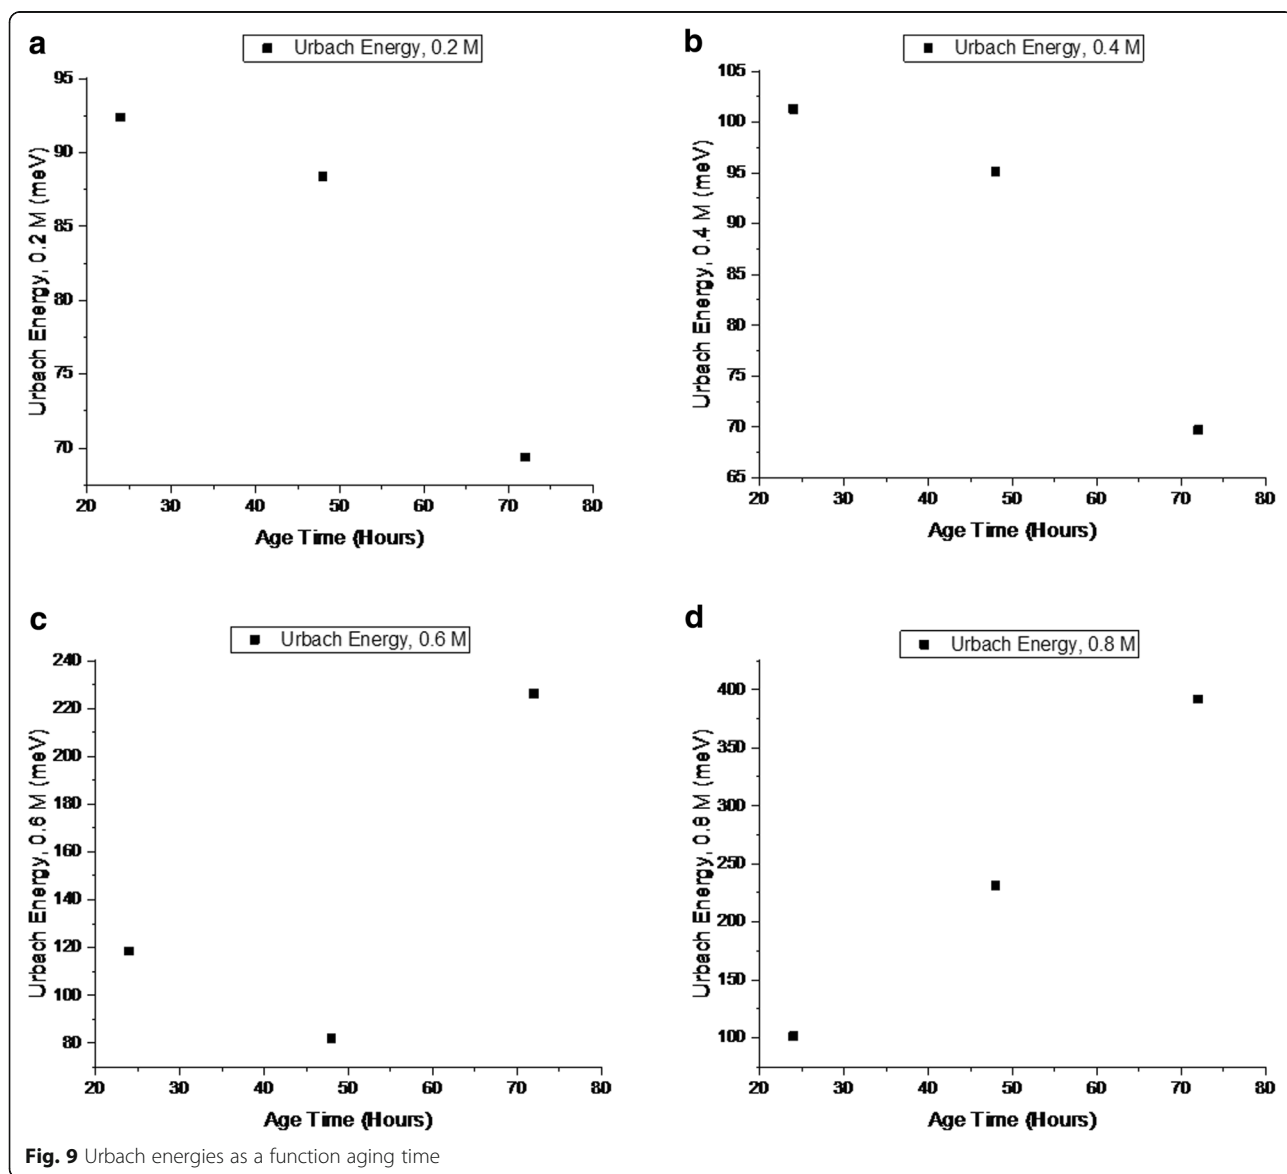 a
Urbach Energy, 0.2 M
95
90
85
80
75
70
20 30 40 50 60 70 80
Urbach Energy, 0.2 M (meV)
Age Time (Hours)
b
Urbach Energy, 0.4 M
105
100
95
90
85
80
75
70
65
20 30 40 50 60 70 80
Urbach Energy, 0.4 M (meV)
Age Time (Hours)
c
Urbach Energy, 0.6 M
240
220
200
180
160
140
120
100
80
20 30 40 50 60 70 80
Urbach Energy, 0.6 M (meV)
Age Time (Hours)
d
Urbach Energy, 0.8 M
400
350
300
250
200
150
100
20 30 40 50 60 70 80
Urbach Energy, 0.8 M (meV)
Age Time (Hours)
Fig. 9 Urbach energies as a function aging time